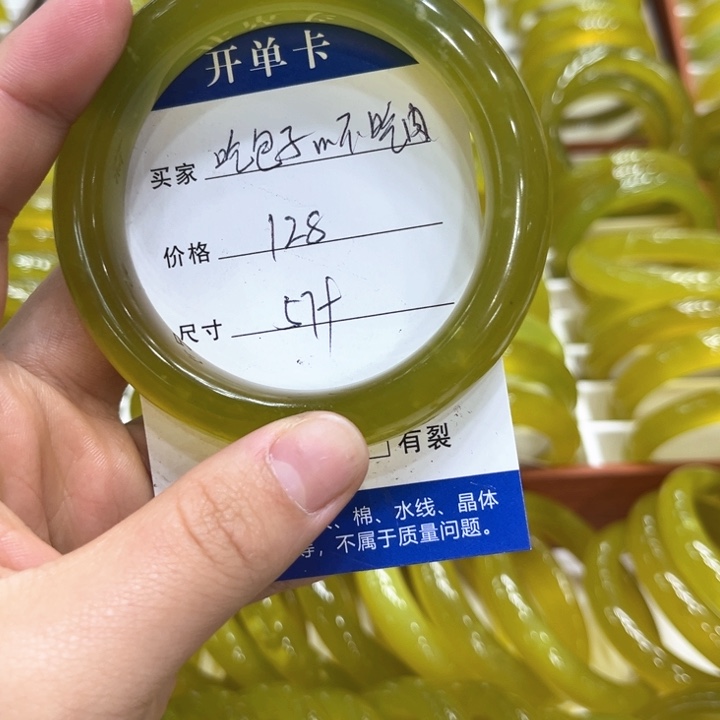 开单卡
买家 吃包子m不吃肉
价格 128
尺寸 57+
有裂
、棉、水线、晶体
等，不属于质量问题。